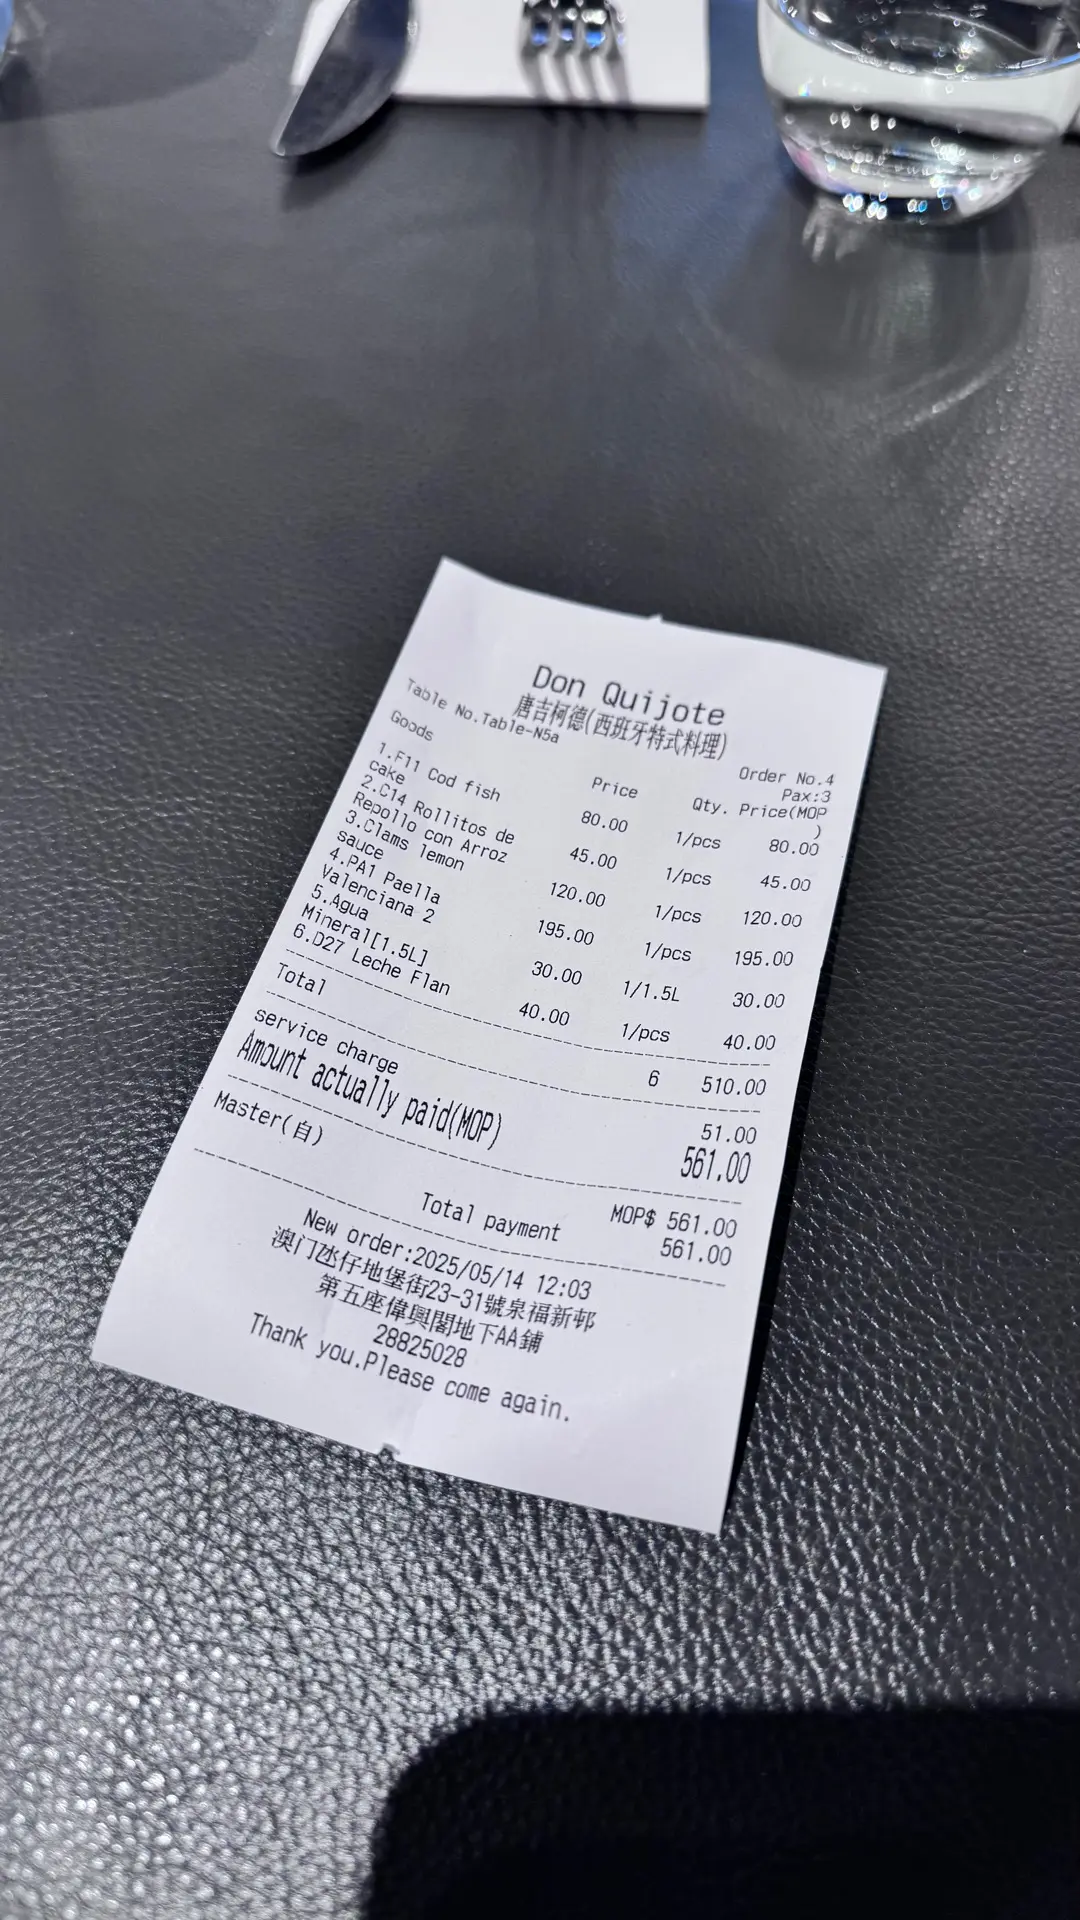 Don Quijote
唐吉柯德(西班牙特式料理)
Table No.Table-N5a
Order No.4
Pax:3
Goods Price Qty. Price(MOP
)
1.F11 Cod fish 80.00 1/pcs 80.00
cake
2.C14 Rollitos de 45.00 1/pcs 45.00
Repollo con Arroz
3.Clams lemon 120.00 1/pcs 120.00
sauce
4.PA1 Paella 195.00 1/pcs 195.00
Valenciana 2
5.Agua 30.00 1/1.5L 30.00
Mineral[1.5L]
6.D27 Leche Flan 40.00 1/pcs 40.00
Total 6 510.00
service charge 51.00
Amount actually paid(MOP) 561.00
Master(自) MOP$ 561.00
Total payment 561.00
New order:2025/05/14 12:03
澳门氹仔地堡街23-31號泉福新邨
第五座偉興閣地下AA鋪
28825028
Thank you.Please come again.